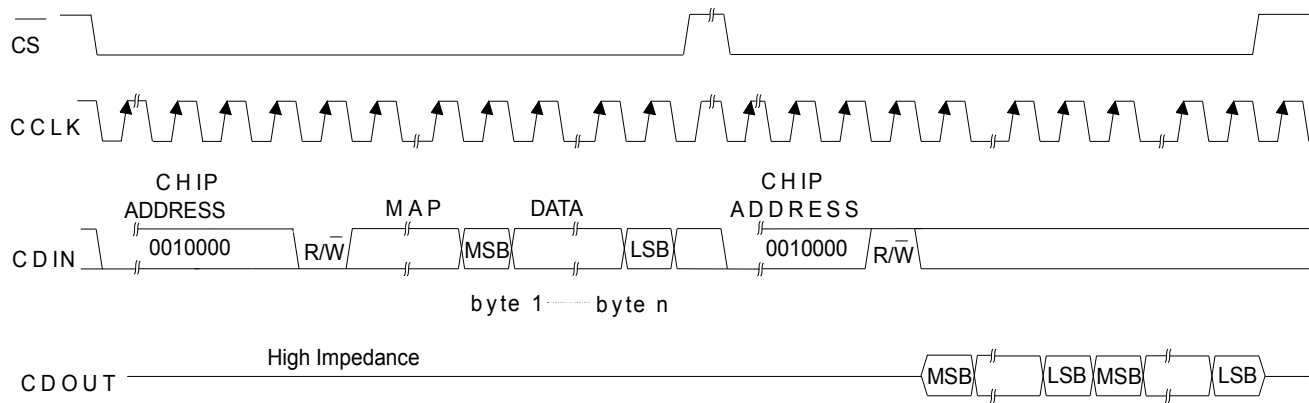 CS
CCLK
CHIP
ADDRESS
MAP
DATA
CHIP
ADDRESS
CDIN
0010000
R/W
MSB
LSB
0010000
R/W
byte 1
byte n
High Impedance
CDOUT
MSB
LSB
MSB
LSB